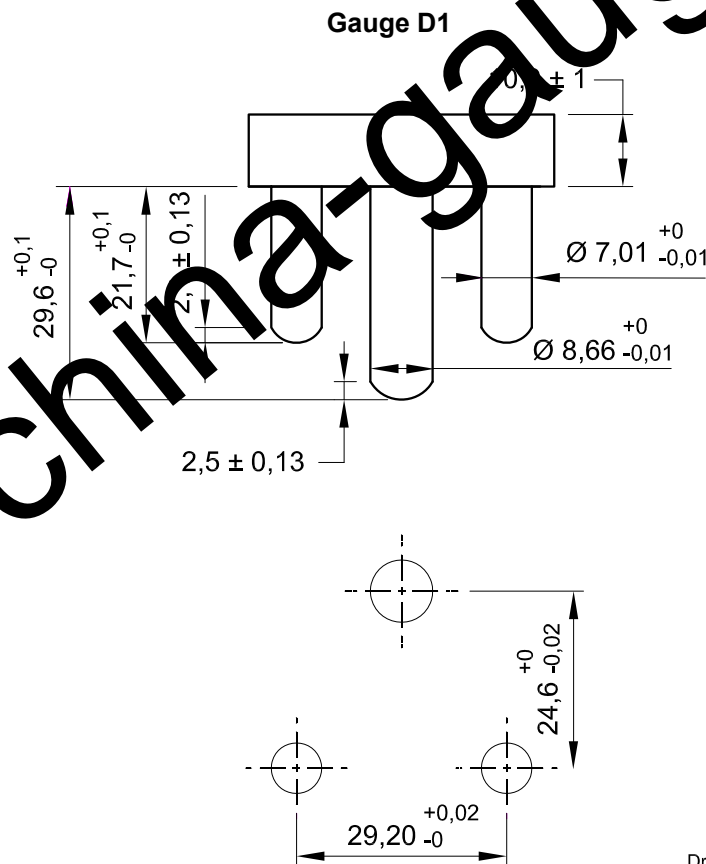 Gauge D1
± 1
+0,1
29,6 -0
+0,1
21,7 -0
± 0,13
+0
Ø 7,01 -0,01
+0
Ø 8,66 -0,01
2,5 ± 0,13
+0
24,6 -0,02
+0,02
29,20 -0
china-gaug